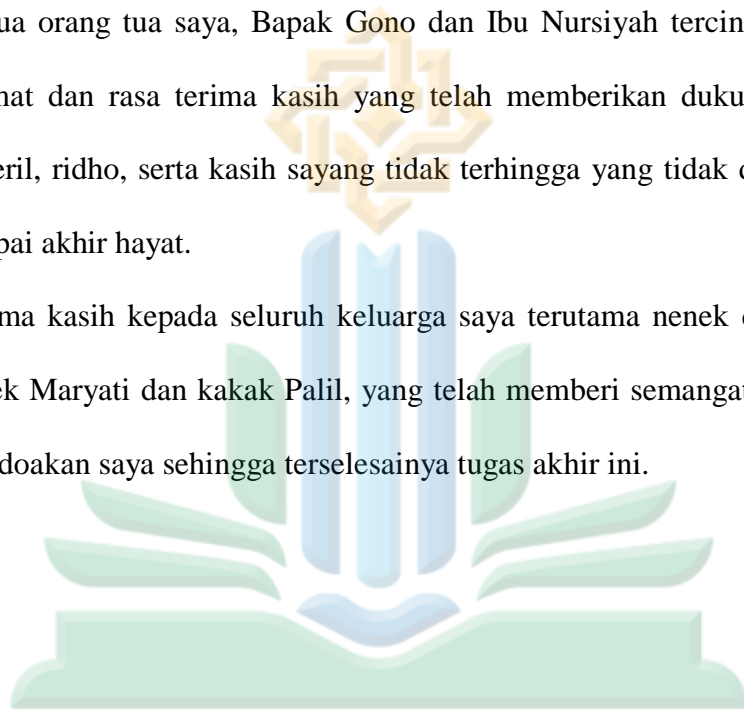 ua orang tua saya, Bapak Gono dan Ibu Nursiyah tercin
nat dan rasa terima kasih yang telah memberikan duku
eril, ridho, serta kasih sayang tidak terhingga yang tidak
pai akhir hayat.
ma kasih kepada seluruh keluarga saya terutama nenek
ek Maryati dan kakak Palil, yang telah memberi semangat
doakan saya sehingga terselesainya tugas akhir ini.